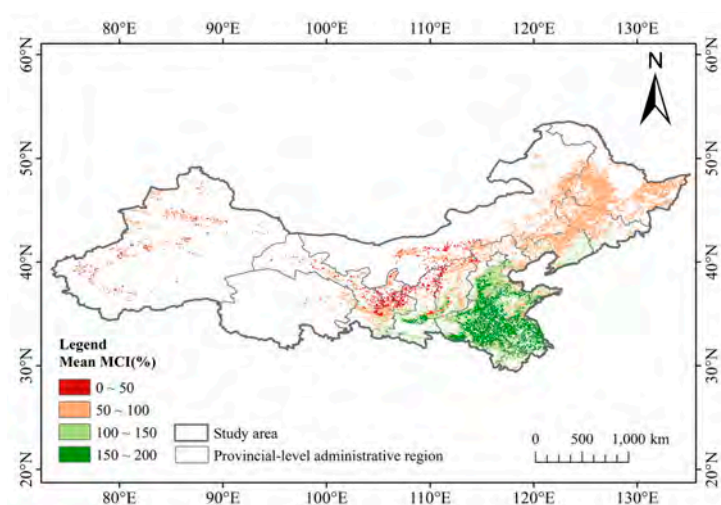 80°E 90°E 100°E 110°E 120°E 130°E
N
60°N 60°N
50°N 50°N
40°N 40°N
30°N 30°N
20°N 20°N
Legend
Mean MCI(%)
0 ~ 50
50 ~ 100
100 ~ 150
150 ~ 200
Study area
Provincial-level administrative region
0 500 1,000 km
80°E 90°E 100°E 110°E 120°E 130°E